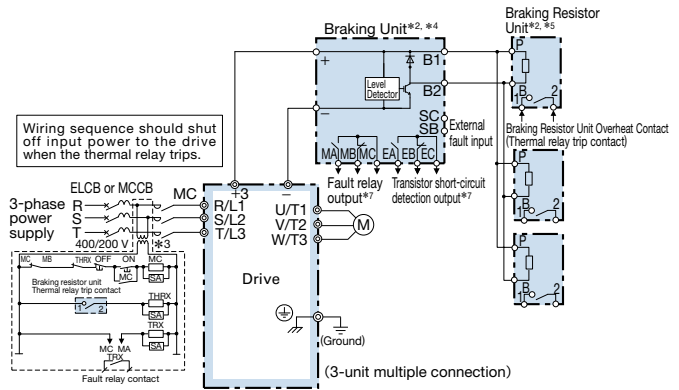 Braking Resistor
Unit*2, *5
Braking Unit*2, *4
P
+
B1
Level
Detector
B2
B
1 2
−
SC
SB
External
fault input
Braking Resistor Unit Overheat Contact
(Thermal relay trip contact)
MA MB MC EA EB EC
Wiring sequence should shut
off input power to the drive
when the thermal relay trips.
P
B
1 2
Fault relay
output*7
Transistor short-circuit
detection output*7
ELCB or MCCB
MC
+3
−
3-phase
power
supply
R
S
T
R/L1
S/L2
T/L3
U/T1
V/T2
W/T3
M
P
B
1 2
400/200 V
*3
MC MB THRX OFF ON MC
MC
SA
Drive
Braking resistor unit
Thermal relay trip contact
1 2
THRX
SA
TRX
SA
MC MA
TRX
Fault relay contact
(Ground)
(3-unit multiple connection)